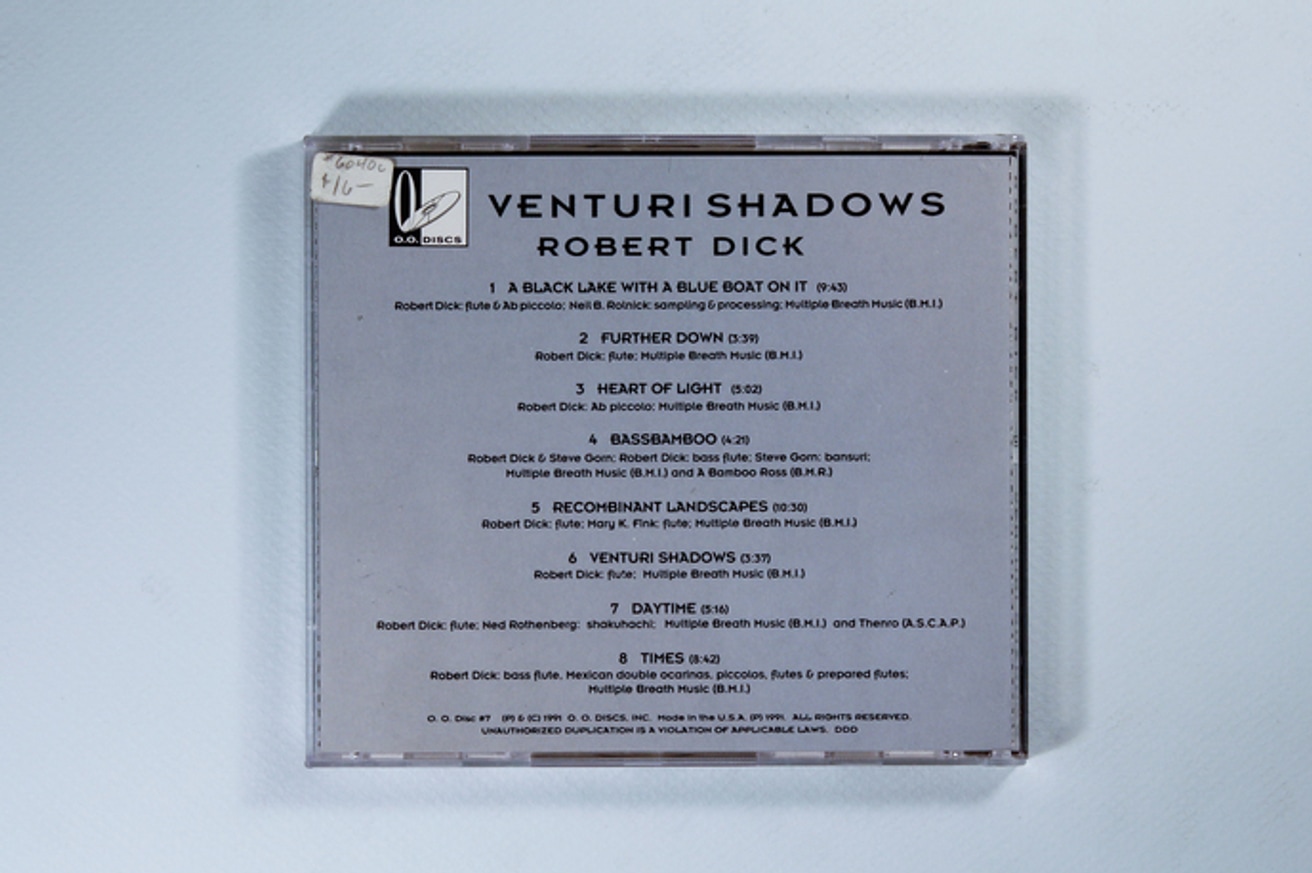 #6040c
$16-
O.O. DISCS
VENTURI SHADOWS
ROBERT DICK
1 A BLACK LAKE WITH A BLUE BOAT ON IT (9:43)
Robert Dick: flute & Ab piccolo; Neil B. Rolnick: sampling & processing; Multiple Breath Music (B.M.I.)
2 FURTHER DOWN (3:39)
Robert Dick: flute; Multiple Breath Music (B.M.I.)
3 HEART OF LIGHT (5:02)
Robert Dick: Ab piccolo; Multiple Breath Music (B.M.I.)
4 BASSBAMBOO (4:21)
Robert Dick & Steve Gorn; Robert Dick: bass flute; Steve Gorn: bansuri;
Multiple Breath Music (B.M.I.) and A Bamboo Ross (B.M.R.)
5 RECOMBINANT LANDSCAPES (10:30)
Robert Dick: flute; Mary K. Fink: flute; Multiple Breath Music (B.M.I.)
6 VENTURI SHADOWS (3:37)
Robert Dick: flute; Multiple Breath Music (B.M.I.)
7 DAYTIME (5:16)
Robert Dick: flute; Ned Rothenberg: shakuhachi; Multiple Breath Music (B.M.I.) and Thenro (A.S.C.A.P.)
8 TIMES (8:42)
Robert Dick: bass flute, Mexican double ocarinas, piccolos, flutes & prepared flutes;
Multiple Breath Music (B.M.I.)
O. O. Disc #7 (P) & (C) 1991 O. O. DISCS, INC. Made in the U.S.A. (P) 1991. ALL RIGHTS RESERVED.
UNAUTHORIZED DUPLICATION IS A VIOLATION OF APPLICABLE LAWS. DDD